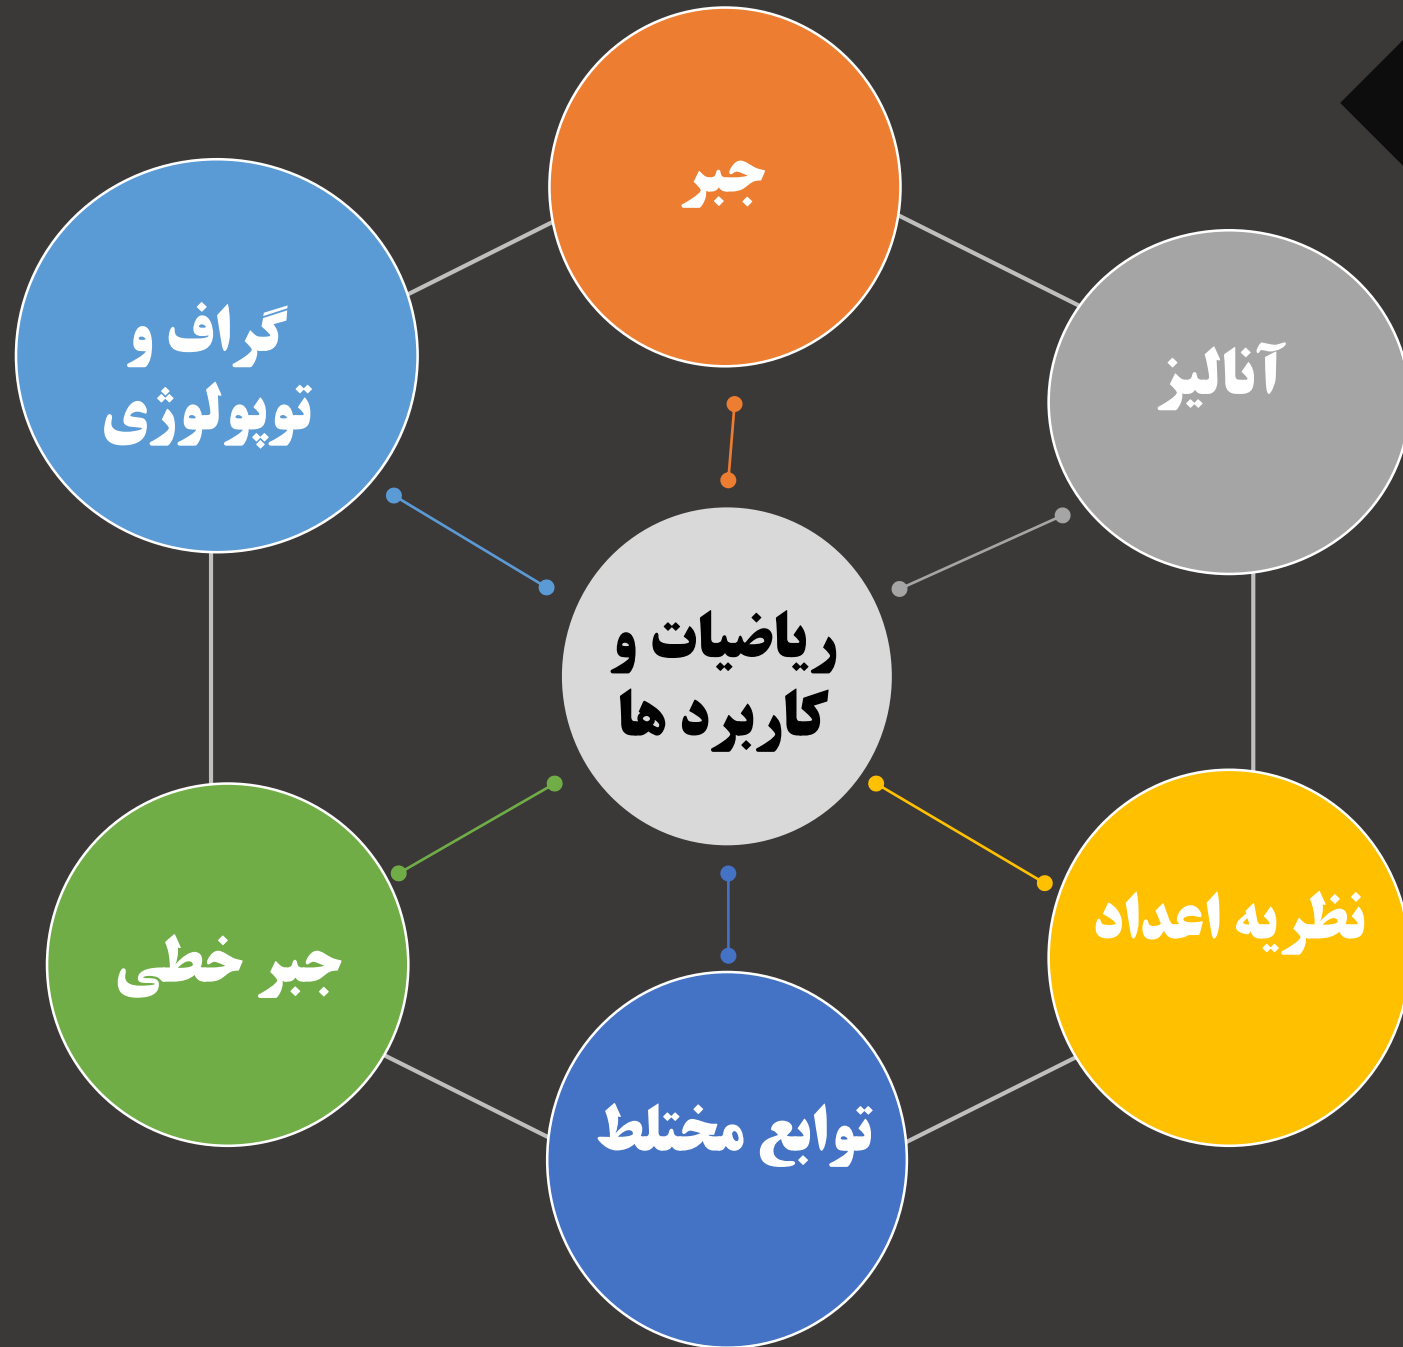 جبر
گراف و
توپولوژی
آنالیز
ریاضیات و
کاربرد ها
نظریه اعداد
جبر خطی
توابع مختلط